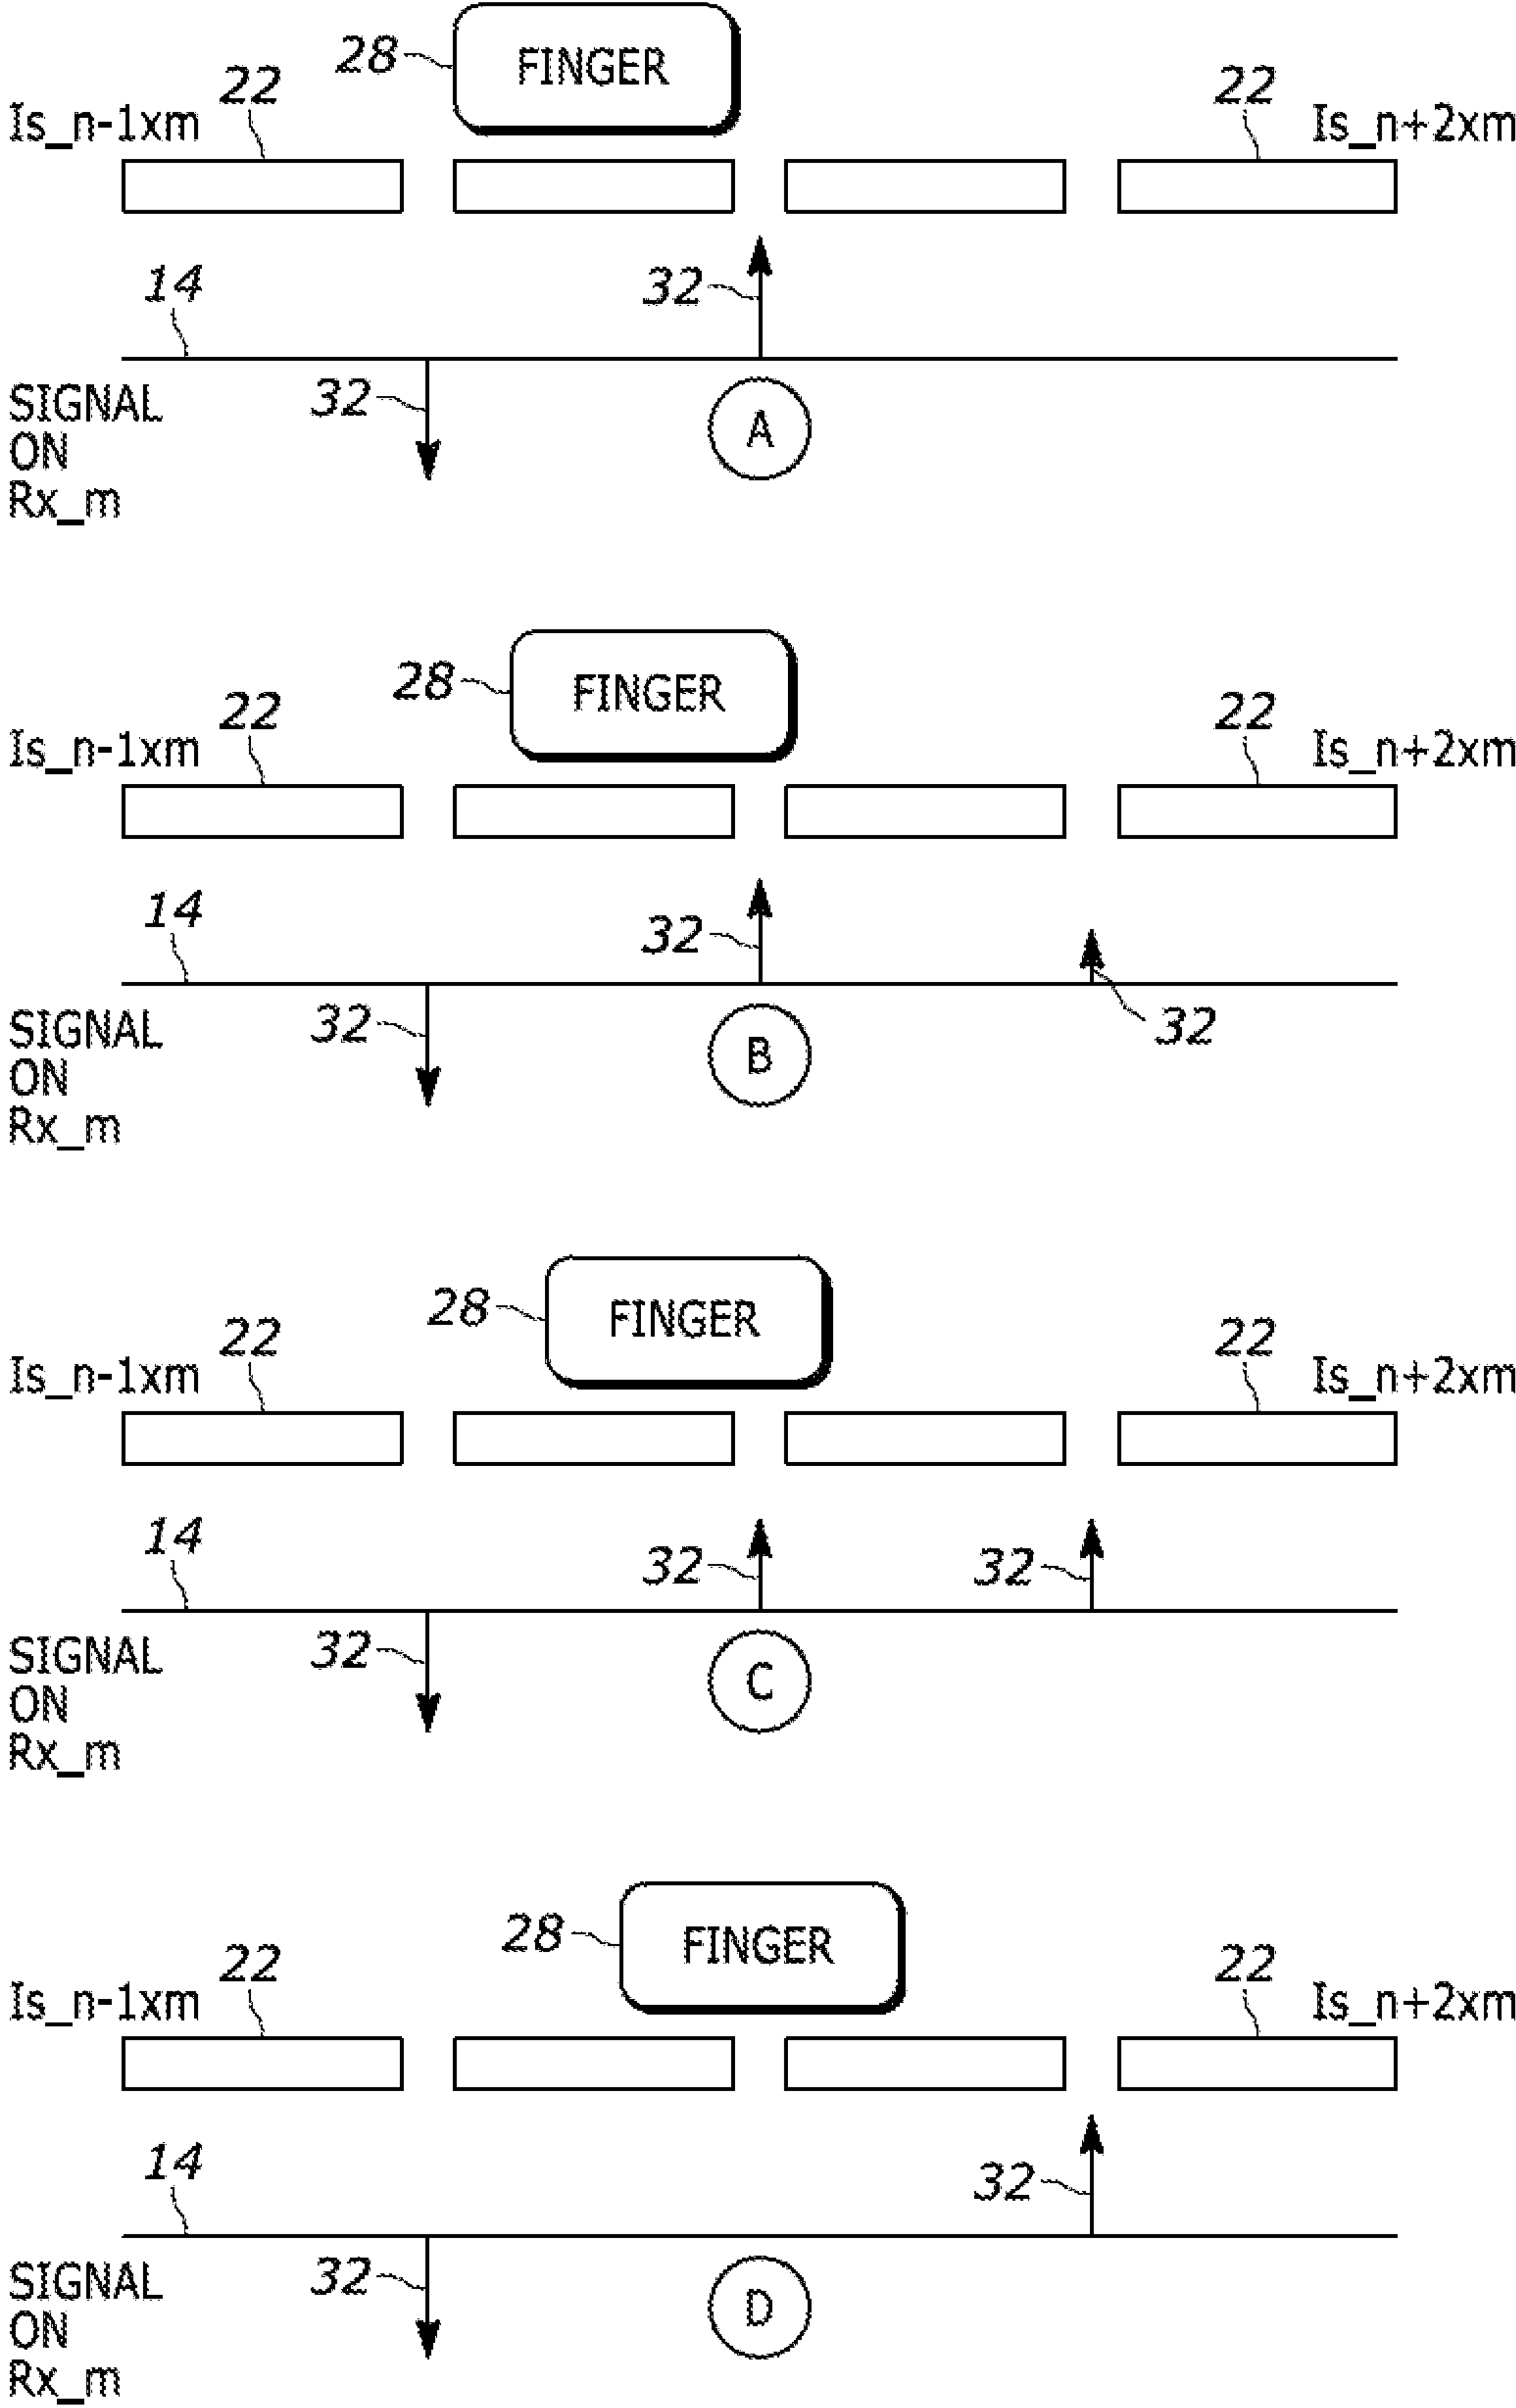 28 FINGER
22 22
Is_n-1xm Is_n+2xm
14 32
32 A
SIGNAL
ON
Rx_m
28 FINGER
22 22
Is_n-1xm Is_n+2xm
14 32
32 B 32
SIGNAL
ON
Rx_m
28 FINGER
22 22
Is_n-1xm Is_n+2xm
14 32 32
32 C
SIGNAL
ON
Rx_m
28 FINGER
22 22
Is_n-1xm Is_n+2xm
14 32
32 D
SIGNAL
ON
Rx_m